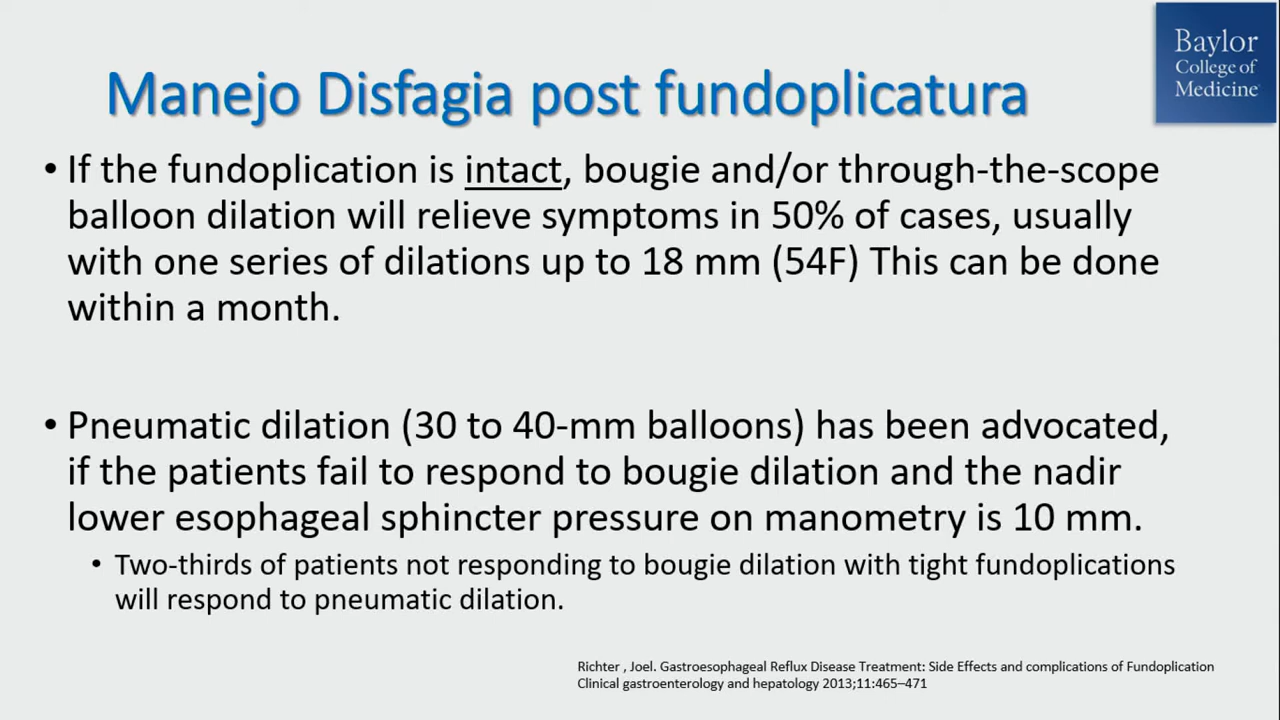 Baylor
College of
Medicine
Manejo Disfagia post fundoplicatura
• If the fundoplication is intact, bougie and/or through-the-scope
balloon dilation will relieve symptoms in 50% of cases, usually
with one series of dilations up to 18 mm (54F) This can be done
within a month.
• Pneumatic dilation (30 to 40-mm balloons) has been advocated,
if the patients fail to respond to bougie dilation and the nadir
lower esophageal sphincter pressure on manometry is 10 mm.
• Two-thirds of patients not responding to bougie dilation with tight fundoplications
will respond to pneumatic dilation.
Richter , Joel. Gastroesophageal Reflux Disease Treatment: Side Effects and complications of Fundoplication
Clinical gastroenterology and hepatology 2013;11:465–471